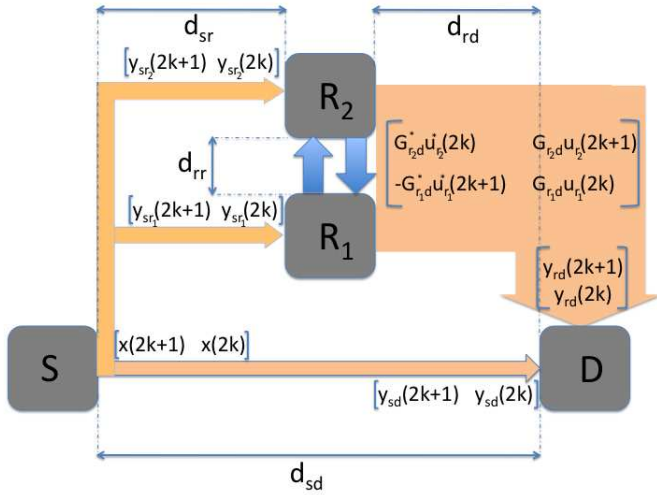 d_sr
d_rd
[y_sr₂(2k+1) y_sr₂(2k)]
R₂
[G*_r₂d u*_r₂(2k) G_r₂d u_r₂(2k+1)]
d_rr
[-G*_r₁d u*_r₁(2k+1) G_r₁d u_r₁(2k)]
[y_sr₁(2k+1) y_sr₁(2k)]
R₁
[y_rd(2k+1)
y_rd(2k)]
[x(2k+1) x(2k)]
S
D
[y_sd(2k+1) y_sd(2k)]
d_sd